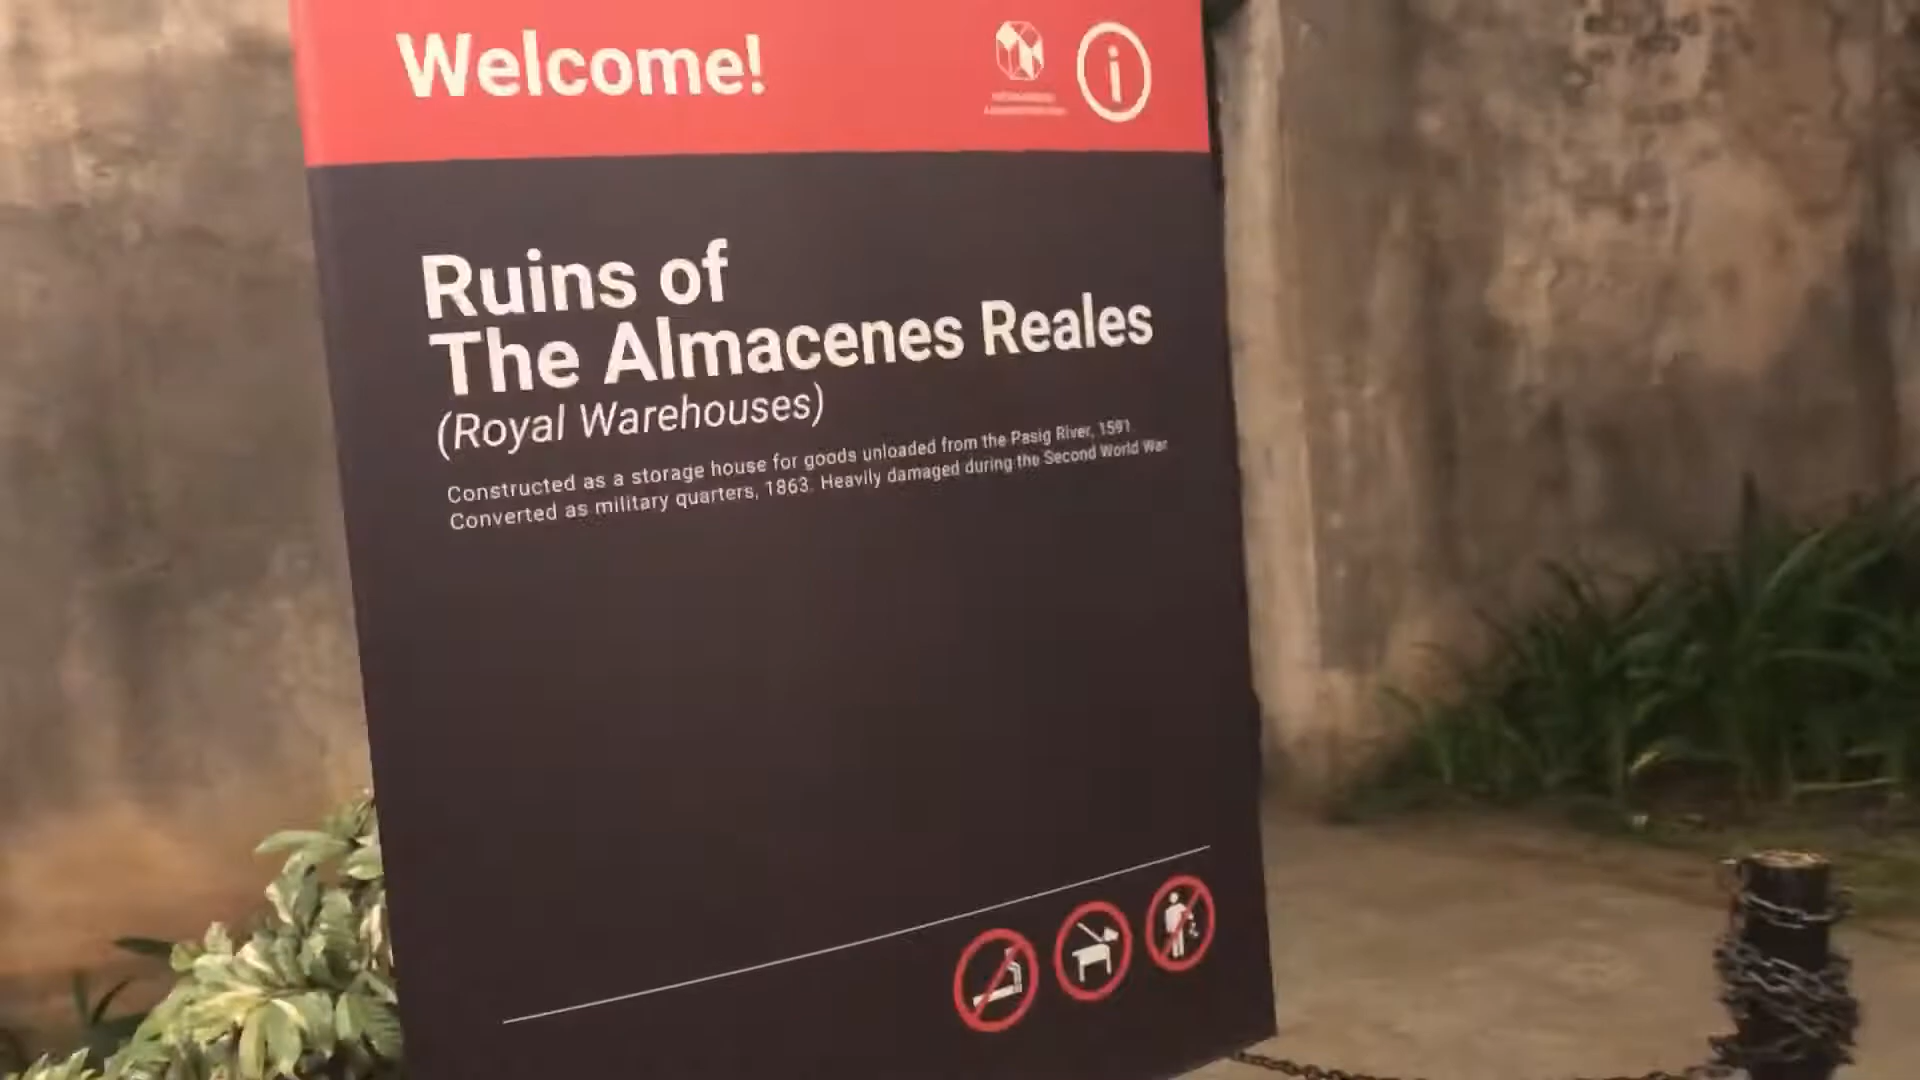 Welcome!
Ruins of
The Almacenes Reales
(Royal Warehouses)
Constructed as a storage house for goods unloaded from the Pasig River, 1591.
Converted as military quarters, 1863. Heavily damaged during the Second World War